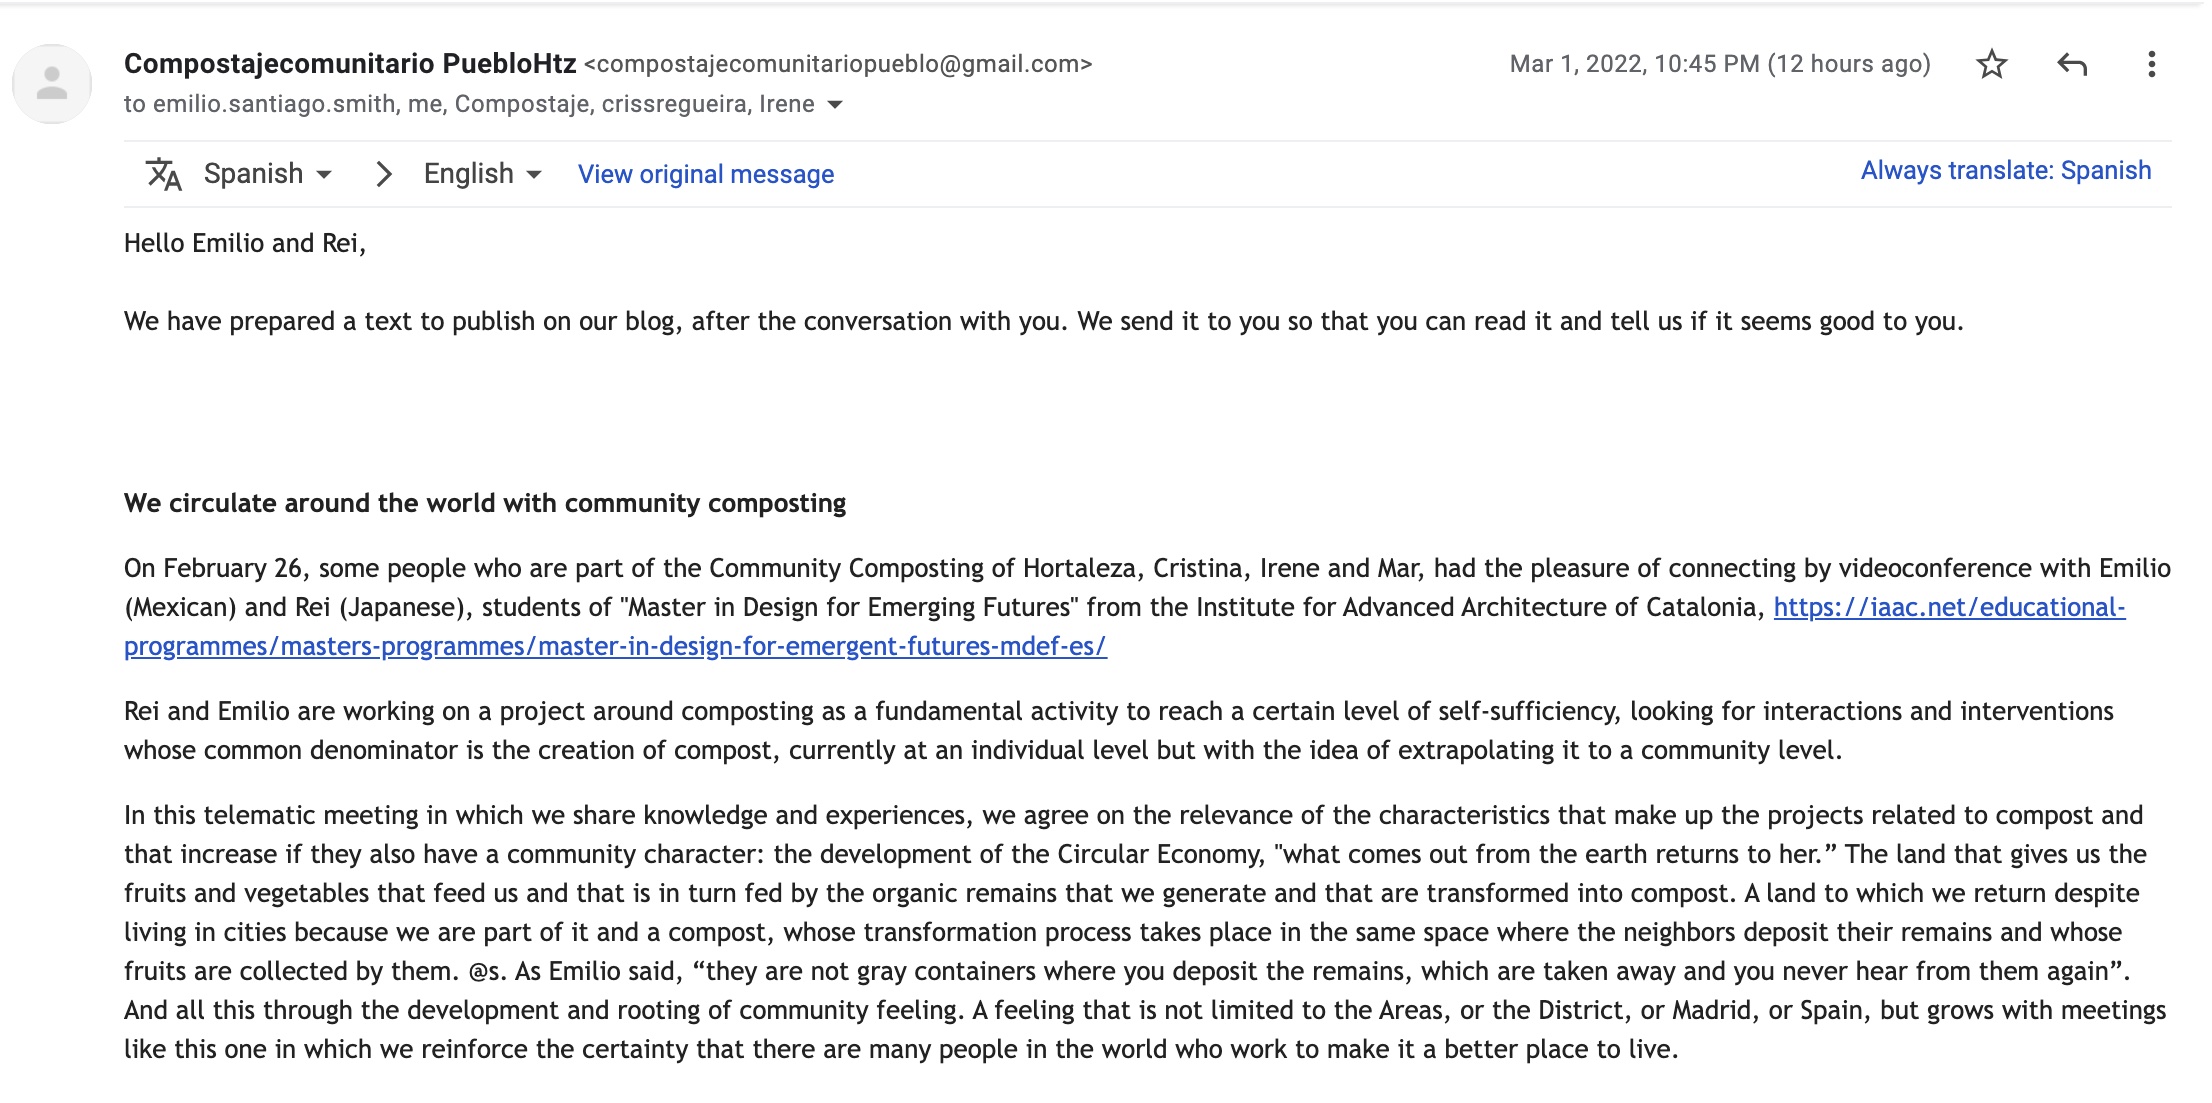 Compostajecomunitario PuebloHtz <compostajecomunitariopueblo@gmail.com>
Mar 1, 2022, 10:45 PM (12 hours ago)
to emilio.santiago.smith, me, Compostaje, crissregueira, Irene
Spanish > English View original message
Always translate: Spanish
Hello Emilio and Rei,
We have prepared a text to publish on our blog, after the conversation with you. We send it to you so that you can read it and tell us if it seems good to you.
We circulate around the world with community composting
On February 26, some people who are part of the Community Composting of Hortaleza, Cristina, Irene and Mar, had the pleasure of connecting by videoconference with Emilio
(Mexican) and Rei (Japanese), students of "Master in Design for Emerging Futures" from the Institute for Advanced Architecture of Catalonia, https://iaac.net/educational-
programmes/masters-programmes/master-in-design-for-emergent-futures-mdef-es/
Rei and Emilio are working on a project around composting as a fundamental activity to reach a certain level of self-sufficiency, looking for interactions and interventions
whose common denominator is the creation of compost, currently at an individual level but with the idea of extrapolating it to a community level.
In this telematic meeting in which we share knowledge and experiences, we agree on the relevance of the characteristics that make up the projects related to compost and
that increase if they also have a community character: the development of the Circular Economy, "what comes out from the earth returns to her.” The land that gives us the
fruits and vegetables that feed us and that is in turn fed by the organic remains that we generate and that are transformed into compost. A land to which we return despite
living in cities because we are part of it and a compost, whose transformation process takes place in the same space where the neighbors deposit their remains and whose
fruits are collected by them. @s. As Emilio said, “they are not gray containers where you deposit the remains, which are taken away and you never hear from them again”.
And all this through the development and rooting of community feeling. A feeling that is not limited to the Areas, or the District, or Madrid, or Spain, but grows with meetings
like this one in which we reinforce the certainty that there are many people in the world who work to make it a better place to live.